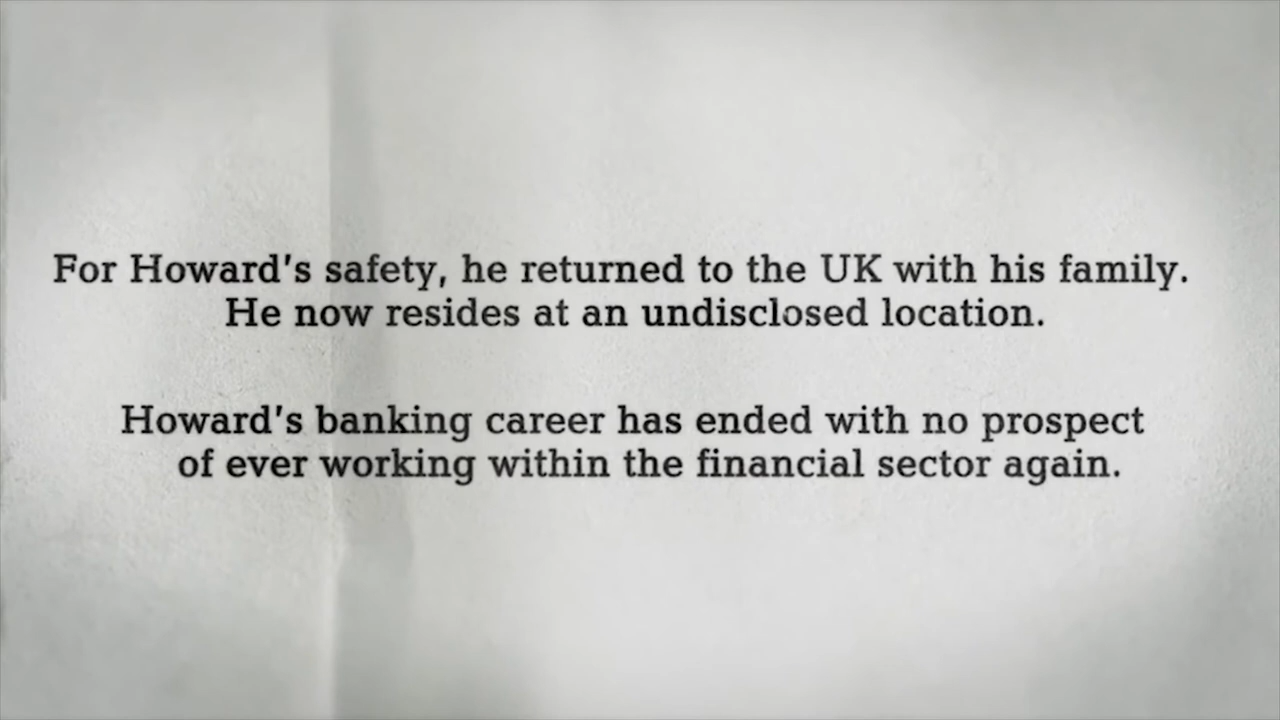 For Howard's safety, he returned to the UK with his family.
He now resides at an undisclosed location.
Howard's banking career has ended with no prospect
of ever working within the financial sector again.